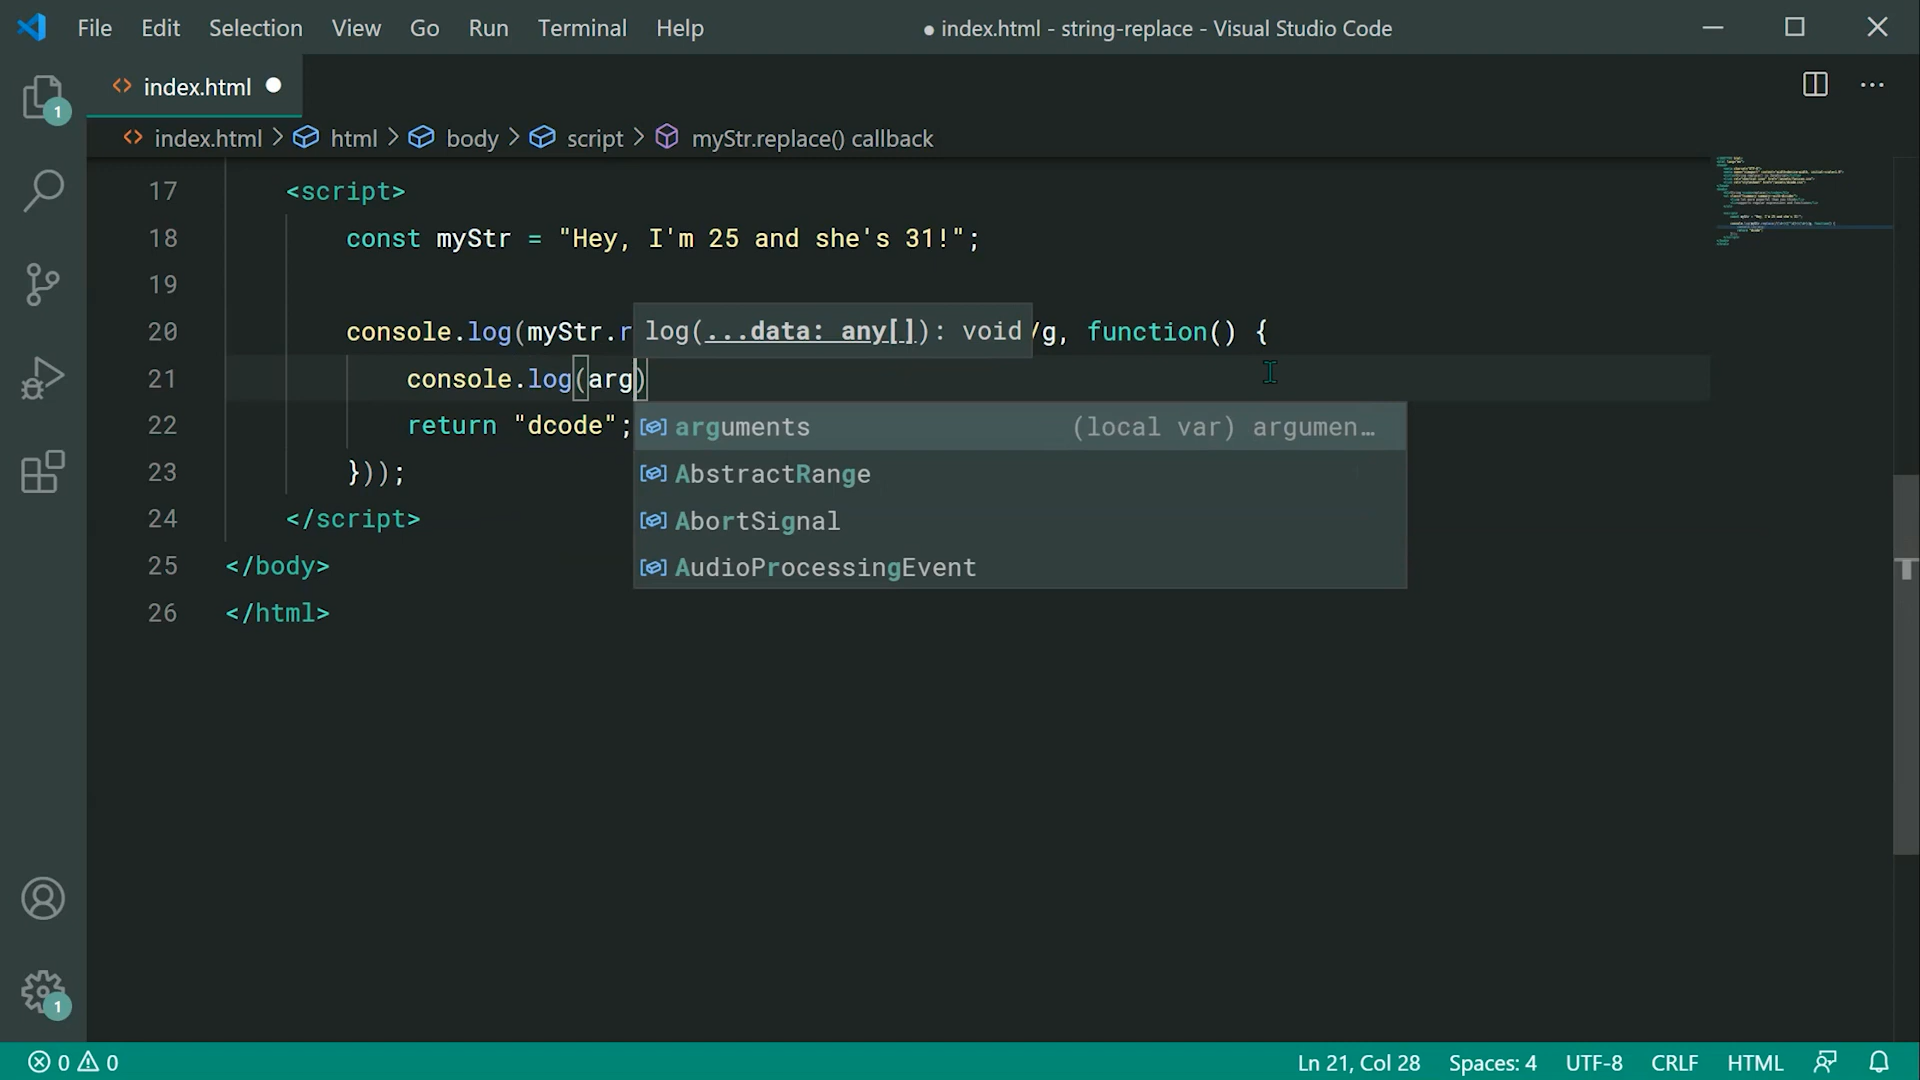 File Edit Selection View Go Run Terminal Help ● index.html - string-replace - Visual Studio Code
index.html
1
index.html > html > body > script > myStr.replace() callback
17 <script>
18 const myStr = "Hey, I'm 25 and she's 31!";
19
20 console.log(myStr.r log(...data: any[]): void /g, function() {
21 console.log(arg)
22 return "dcode"; arguments (local var) argumen…
23 })); AbstractRange
24 </script> AbortSignal
25 </body> AudioProcessingEvent
26 </html>
1
0 0 Ln 21, Col 28 Spaces: 4 UTF-8 CRLF HTML